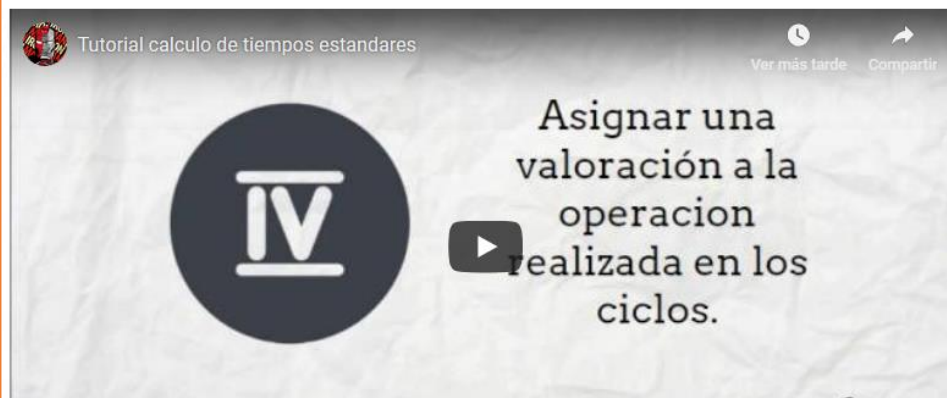 Tutorial calculo de tiempos estandares
Ver más tarde
Compartir
IV
Asignar una
valoración a la
operacion
realizada en los
ciclos.